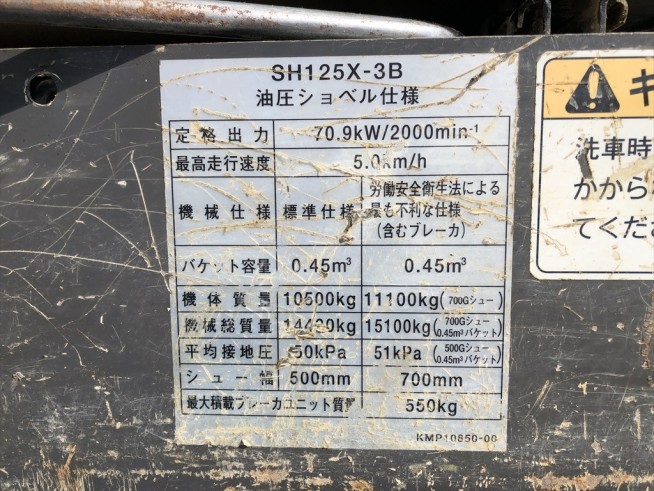 SH125X-3B
油圧ショベル仕様
定格出力 70.9kW/2000min⁻¹
最高走行速度 5.0km/h
機械仕様 標準仕様 労働安全衛生法による
最も不利な仕様
(含むブレーカ)
バケット容量 0.45m³ 0.45m³
機体質量 10500kg 11100kg(700Gシュー)
機械総質量 14400kg 15100kg(700Gシュー
0.45m³バケット)
平均接地圧 50kPa 51kPa(500Gシュー
0.45m³バケット)
シュー幅 500mm 700mm
最大積載ブレーカユニット質量 550kg
KMP10850-00
キ
洗車時
かから
てくだ